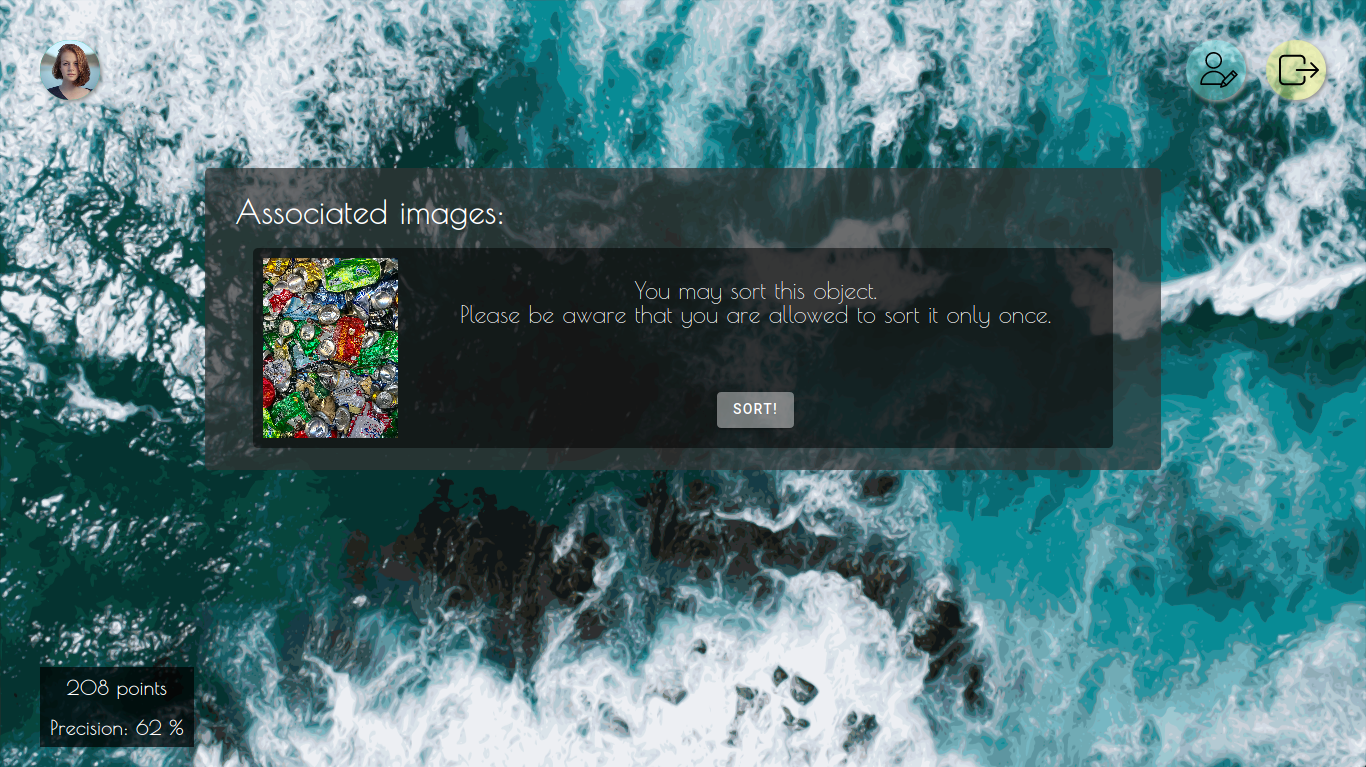 Associated images:
You may sort this object.
Please be aware that you are allowed to sort it only once.
SORT!
208 points
Precision: 62 %